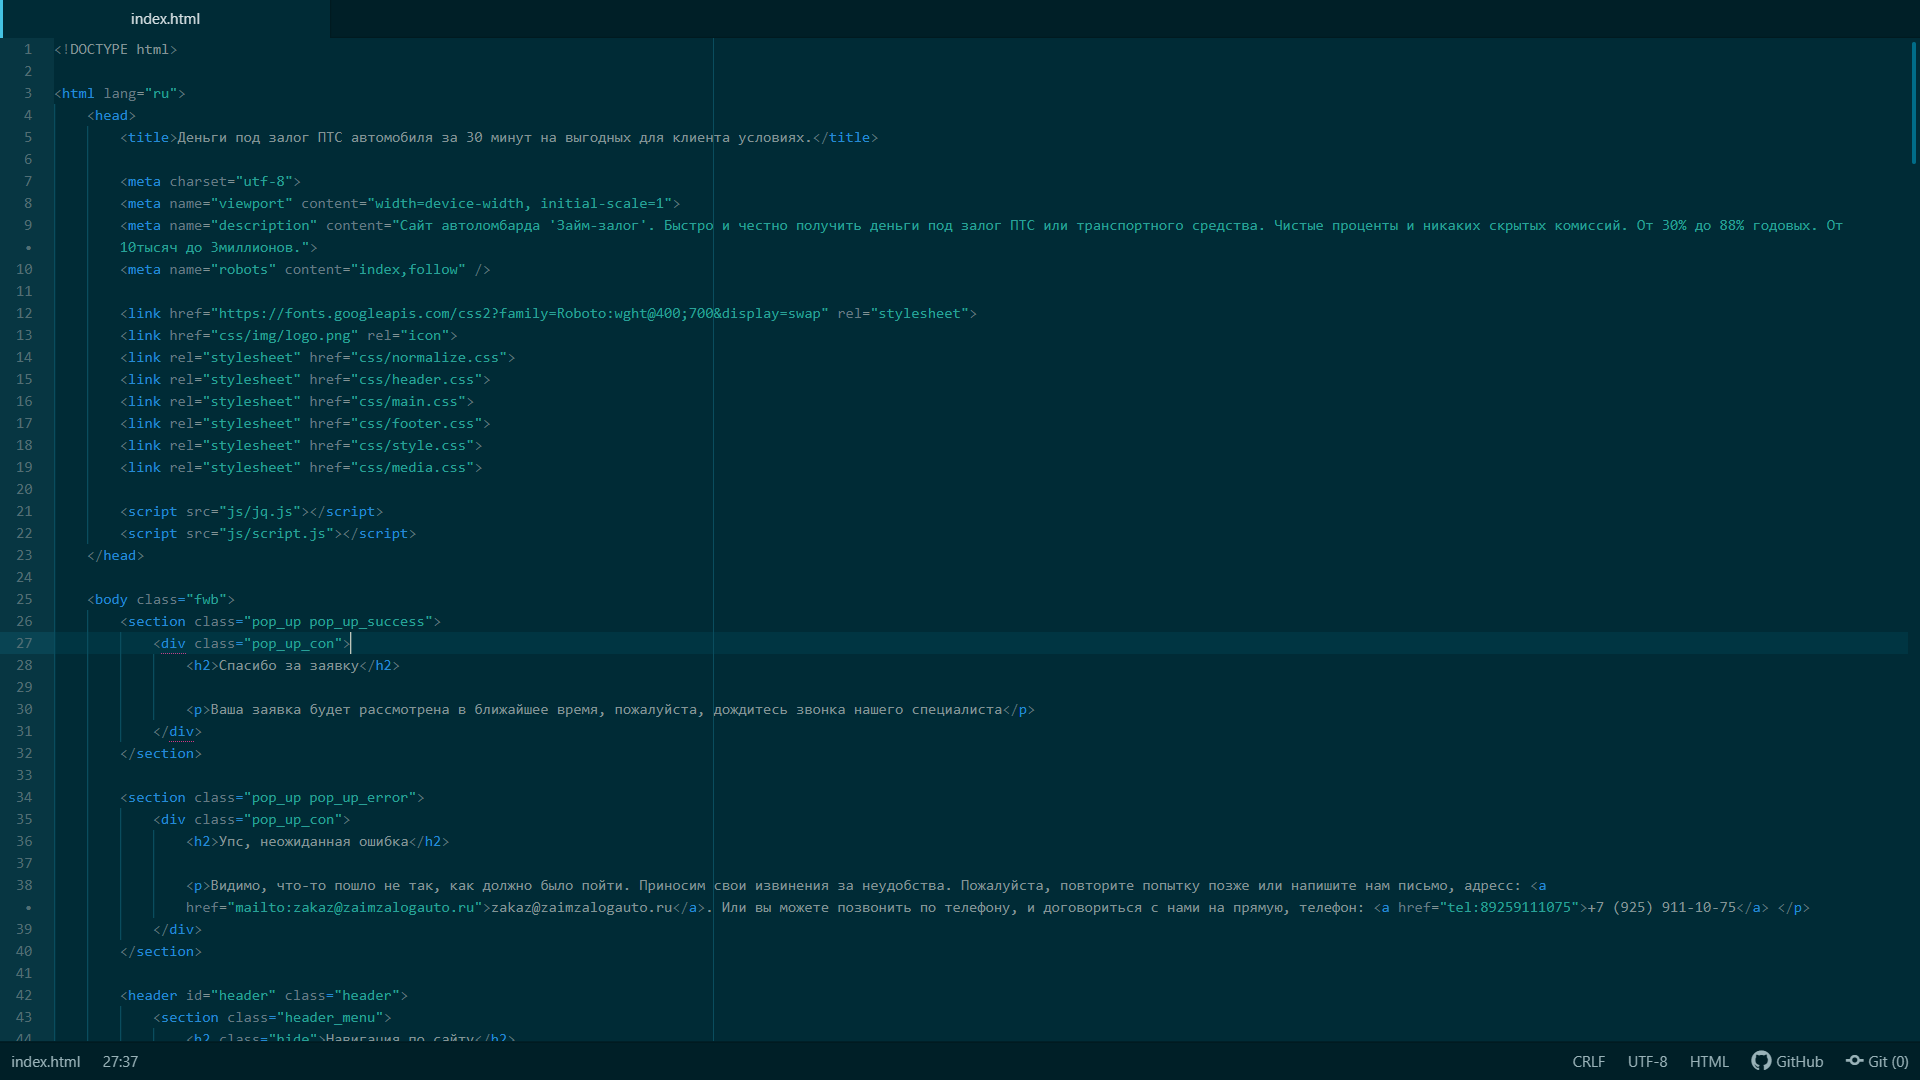 index.html
1 <!DOCTYPE html>
2
3 <html lang="ru">
4 <head>
5 <title>Деньги под залог ПТС автомобиля за 30 минут на выгодных для клиента условиях.</title>
6
7 <meta charset="utf-8">
8 <meta name="viewport" content="width=device-width, initial-scale=1">
9 <meta name="description" content="Сайт автоломбарда 'Займ-залог'. Быстро и честно получить деньги под залог ПТС или транспортного средства. Чистые проценты и никаких скрытых комиссий. От 30% до 88% годовых. От
• 10тысяч до 3миллионов.">
10 <meta name="robots" content="index,follow" />
11
12 <link href="https://fonts.googleapis.com/css2?family=Roboto:wght@400;700&display=swap" rel="stylesheet">
13 <link href="css/img/logo.png" rel="icon">
14 <link rel="stylesheet" href="css/normalize.css">
15 <link rel="stylesheet" href="css/header.css">
16 <link rel="stylesheet" href="css/main.css">
17 <link rel="stylesheet" href="css/footer.css">
18 <link rel="stylesheet" href="css/style.css">
19 <link rel="stylesheet" href="css/media.css">
20
21 <script src="js/jq.js"></script>
22 <script src="js/script.js"></script>
23 </head>
24
25 <body class="fwb">
26 <section class="pop_up pop_up_success">
27 <div class="pop_up_con">
28 <h2>Спасибо за заявку</h2>
29
30 <p>Ваша заявка будет рассмотрена в ближайшее время, пожалуйста, дождитесь звонка нашего специалиста</p>
31 </div>
32 </section>
33
34 <section class="pop_up pop_up_error">
35 <div class="pop_up_con">
36 <h2>Упс, неожиданная ошибка</h2>
37
38 <p>Видимо, что-то пошло не так, как должно было пойти. Приносим свои извинения за неудобства. Пожалуйста, повторите попытку позже или напишите нам письмо, адресс: <a
• href="mailto:zakaz@zaimzalogauto.ru">zakaz@zaimzalogauto.ru</a>. Или вы можете позвонить по телефону, и договориться с нами на прямую, телефон: <a href="tel:89259111075">+7 (925) 911-10-75</a> </p>
39 </div>
40 </section>
41
42 <header id="header" class="header">
43 <section class="header_menu">
44 <h2 class="hide">Навигация по сайту</h2>
index.html 27:37 CRLF UTF-8 HTML GitHub Git (0)